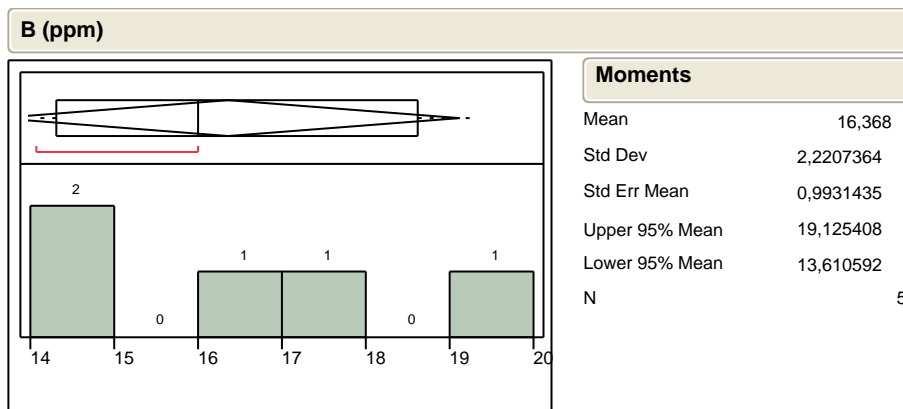 B (ppm)
2
0
1
1
0
1
14 15 16 17 18 19 20
Moments
Mean 16,368
Std Dev 2,2207364
Std Err Mean 0,9931435
Upper 95% Mean 19,125408
Lower 95% Mean 13,610592
N 5